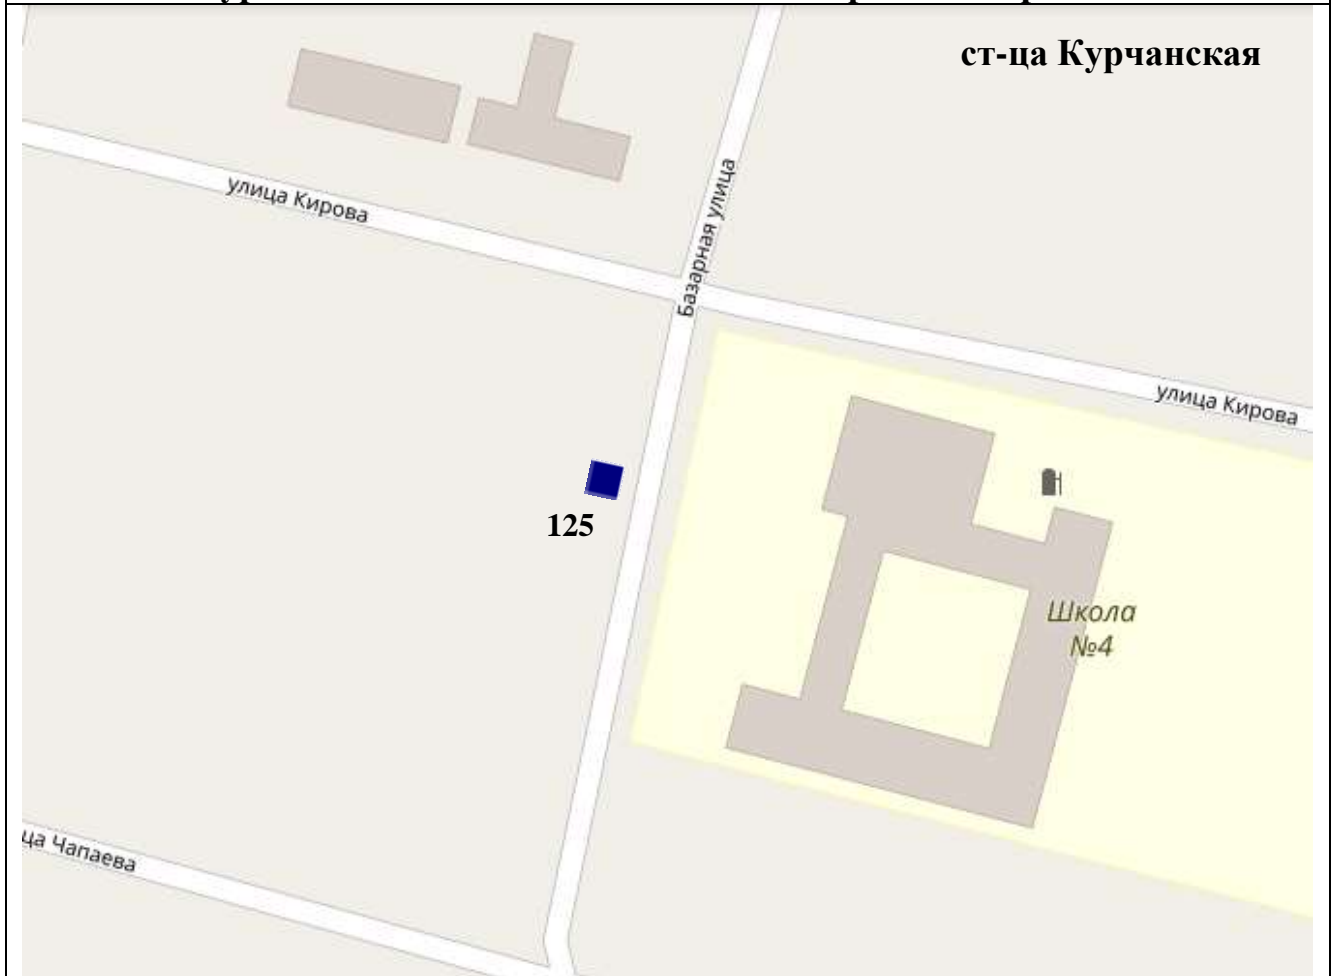 ст-ца Курчанская
улица Кирова
Базарная улица
улица Кирова
125
Школа
№4
ца Чапаева